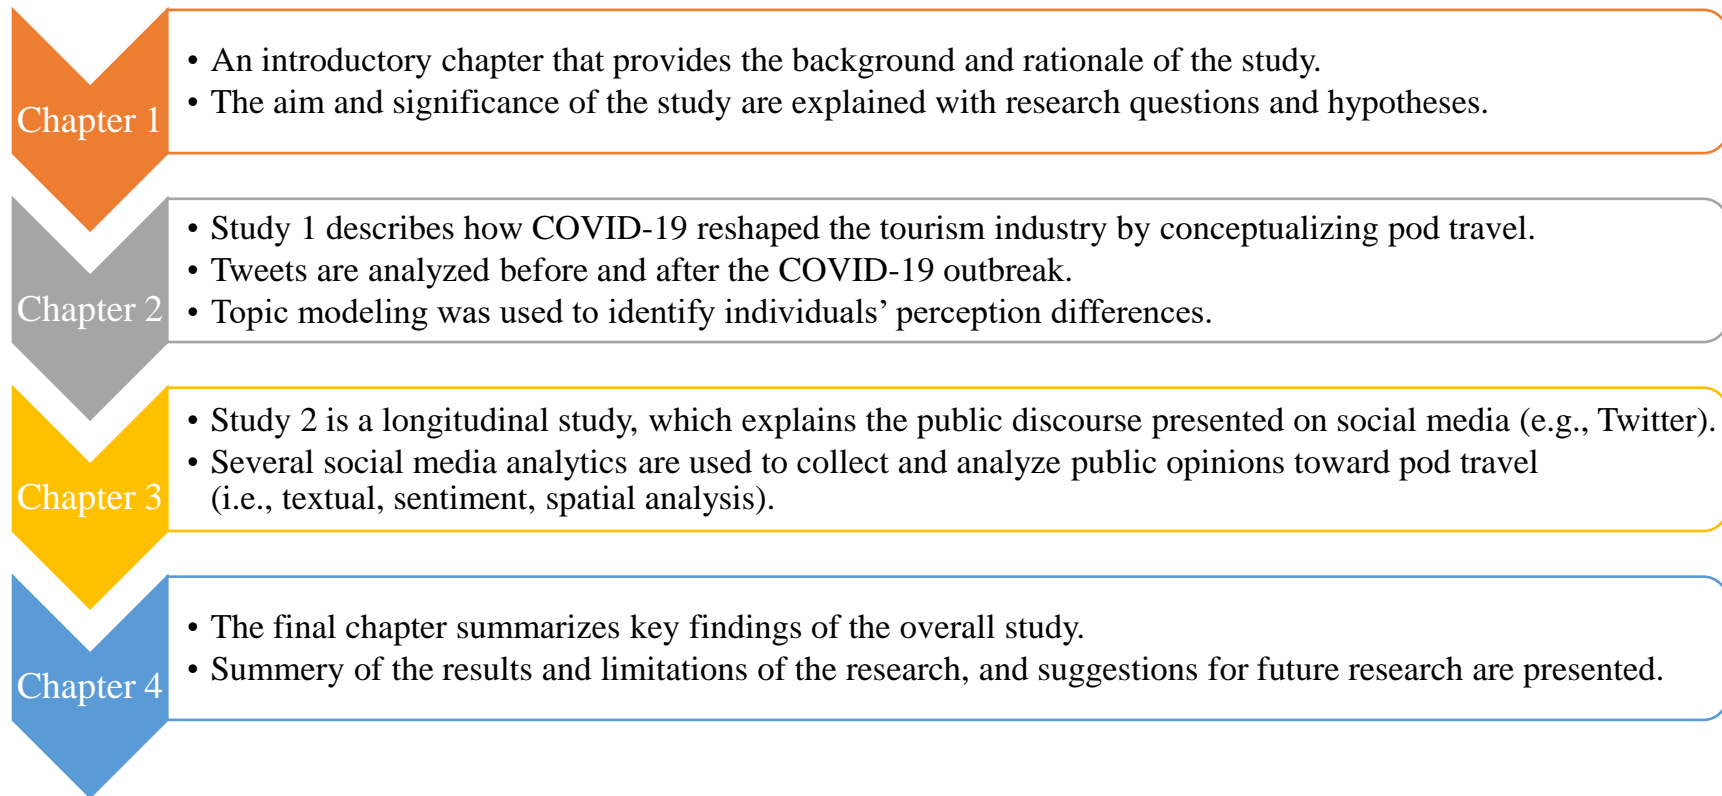 Chapter 1
• An introductory chapter that provides the background and rationale of the study.
• The aim and significance of the study are explained with research questions and hypotheses.
Chapter 2
• Study 1 describes how COVID-19 reshaped the tourism industry by conceptualizing pod travel.
• Tweets are analyzed before and after the COVID-19 outbreak.
• Topic modeling was used to identify individuals’ perception differences.
Chapter 3
• Study 2 is a longitudinal study, which explains the public discourse presented on social media (e.g., Twitter).
• Several social media analytics are used to collect and analyze public opinions toward pod travel
(i.e., textual, sentiment, spatial analysis).
Chapter 4
• The final chapter summarizes key findings of the overall study.
• Summery of the results and limitations of the research, and suggestions for future research are presented.